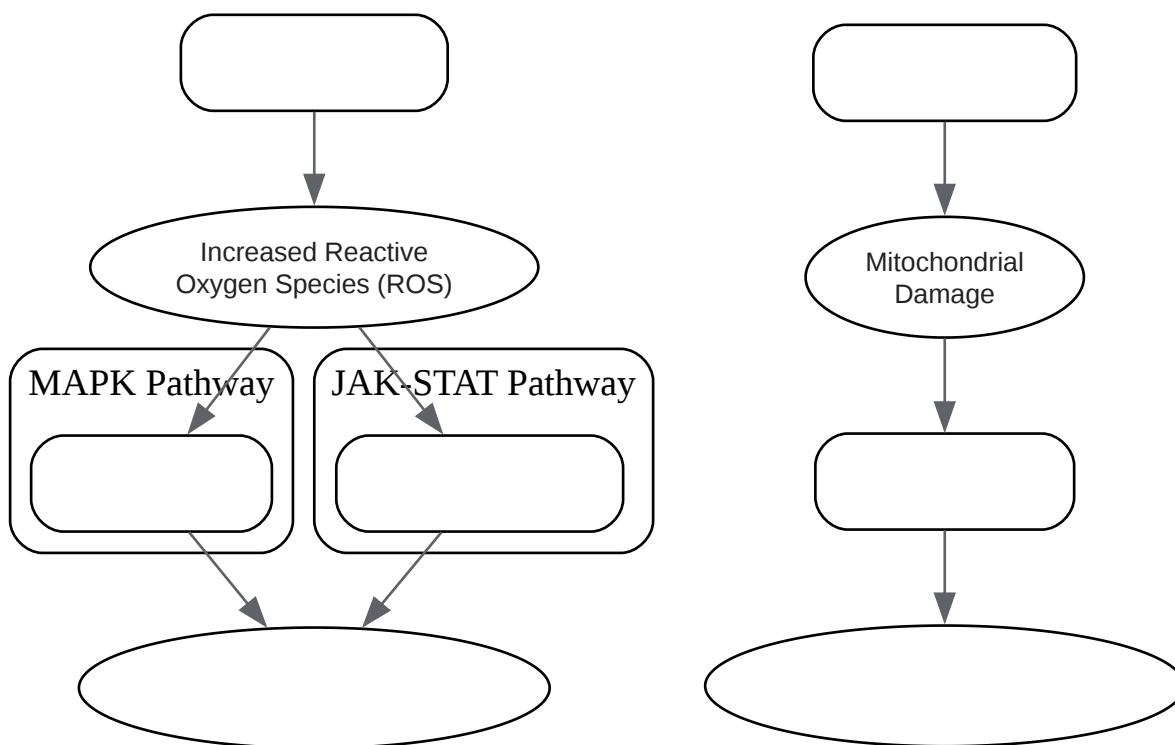 Increased Reactive
Oxygen Species (ROS)
Mitochondrial
Damage
MAPK Pathway
JAK-STAT Pathway